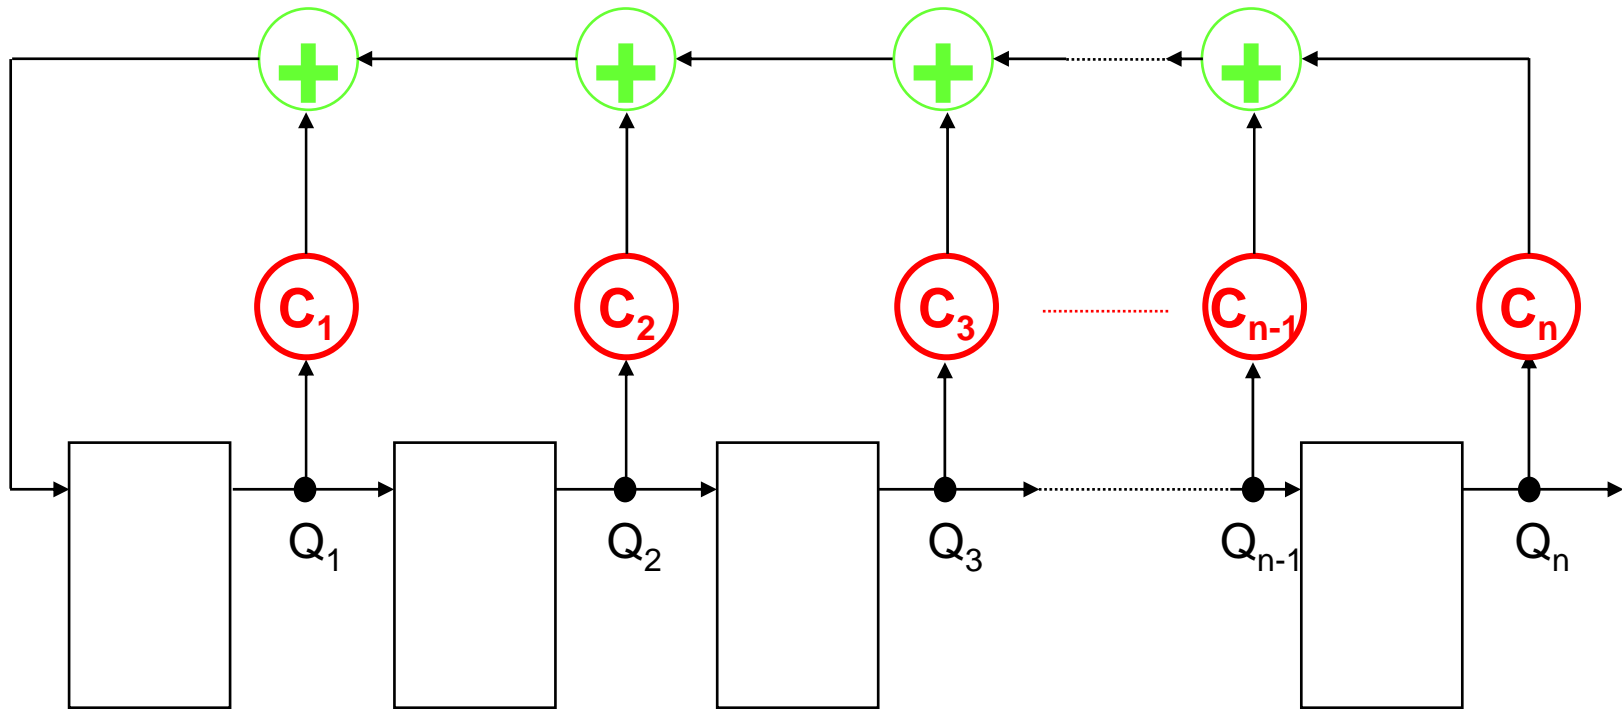 + + + +
C₁ C₂ C₃ Cₙ₋₁ Cₙ
Q₁ Q₂ Q₃ Qₙ₋₁ Qₙ